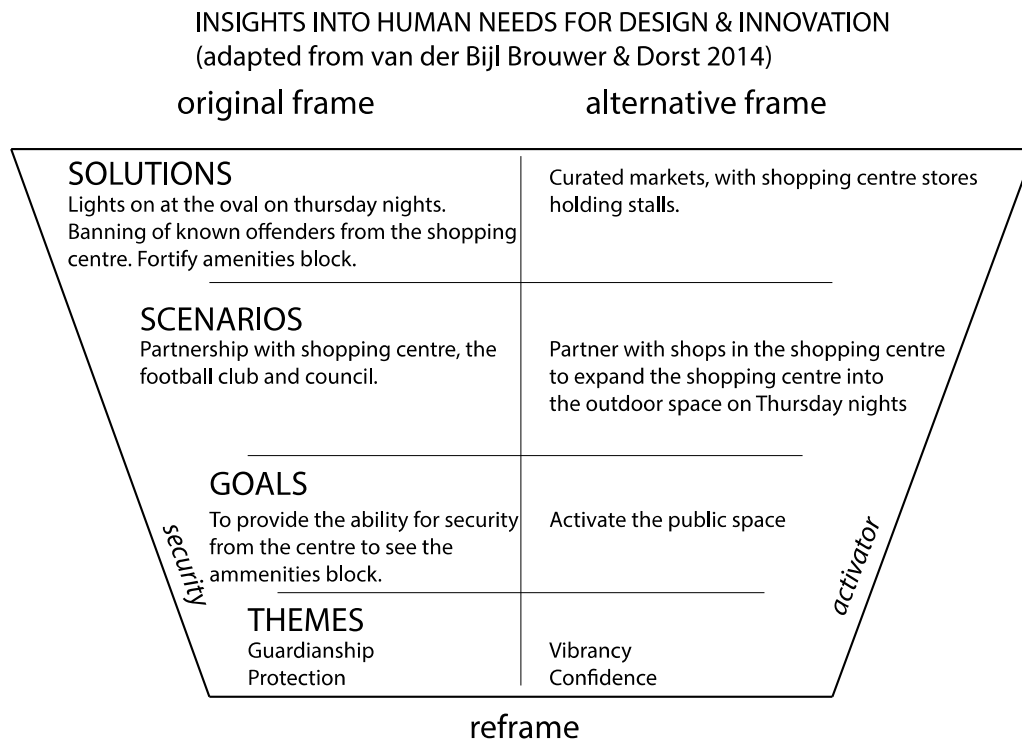 INSIGHTS INTO HUMAN NEEDS FOR DESIGN & INNOVATION
(adapted from van der Bijl Brouwer & Dorst 2014)
original frame
alternative frame
SOLUTIONS
Lights on at the oval on thursday nights.
Banning of known offenders from the shopping
centre. Fortify amenities block.
Curated markets, with shopping centre stores
holding stalls.
SCENARIOS
Partnership with shopping centre, the
football club and council.
Partner with shops in the shopping centre
to expand the shopping centre into
the outdoor space on Thursday nights
GOALS
To provide the ability for security
from the centre to see the
ammenities block.
Activate the public space
security
activator
THEMES
Guardianship
Protection
Vibrancy
Confidence
reframe